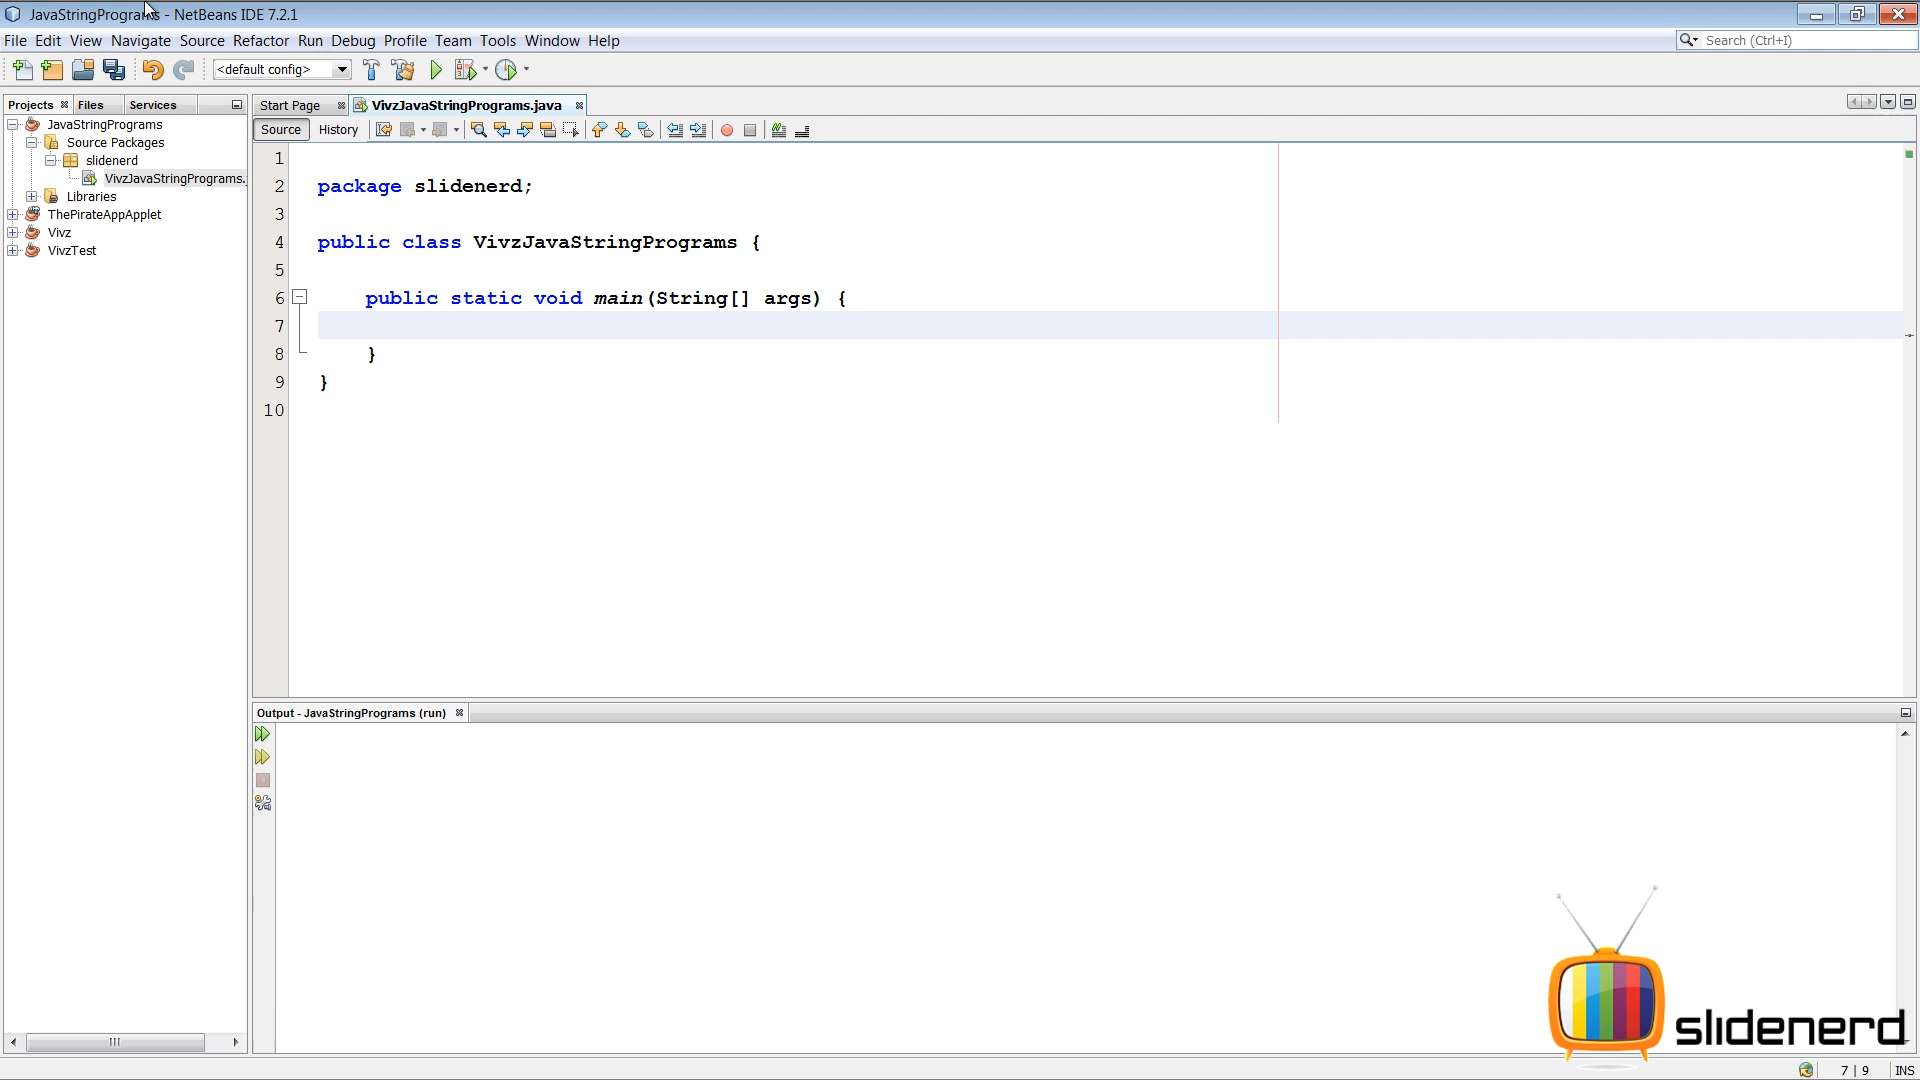 JavaStringPrograms - NetBeans IDE 7.2.1
File Edit View Navigate Source Refactor Run Debug Profile Team Tools Window Help
Search (Ctrl+I)
<default config>
Projects Files Services
Start Page VivzJavaStringPrograms.java
Source History
JavaStringPrograms
Source Packages
slidenerd
VivzJavaStringPrograms.
Libraries
ThePirateAppApplet
Vivz
VivzTest
1
2 package slidenerd;
3
4 public class VivzJavaStringPrograms {
5
6 public static void main(String[] args) {
7
8 }
9 }
10
Output - JavaStringPrograms (run)
slidenerd
7 | 9 INS